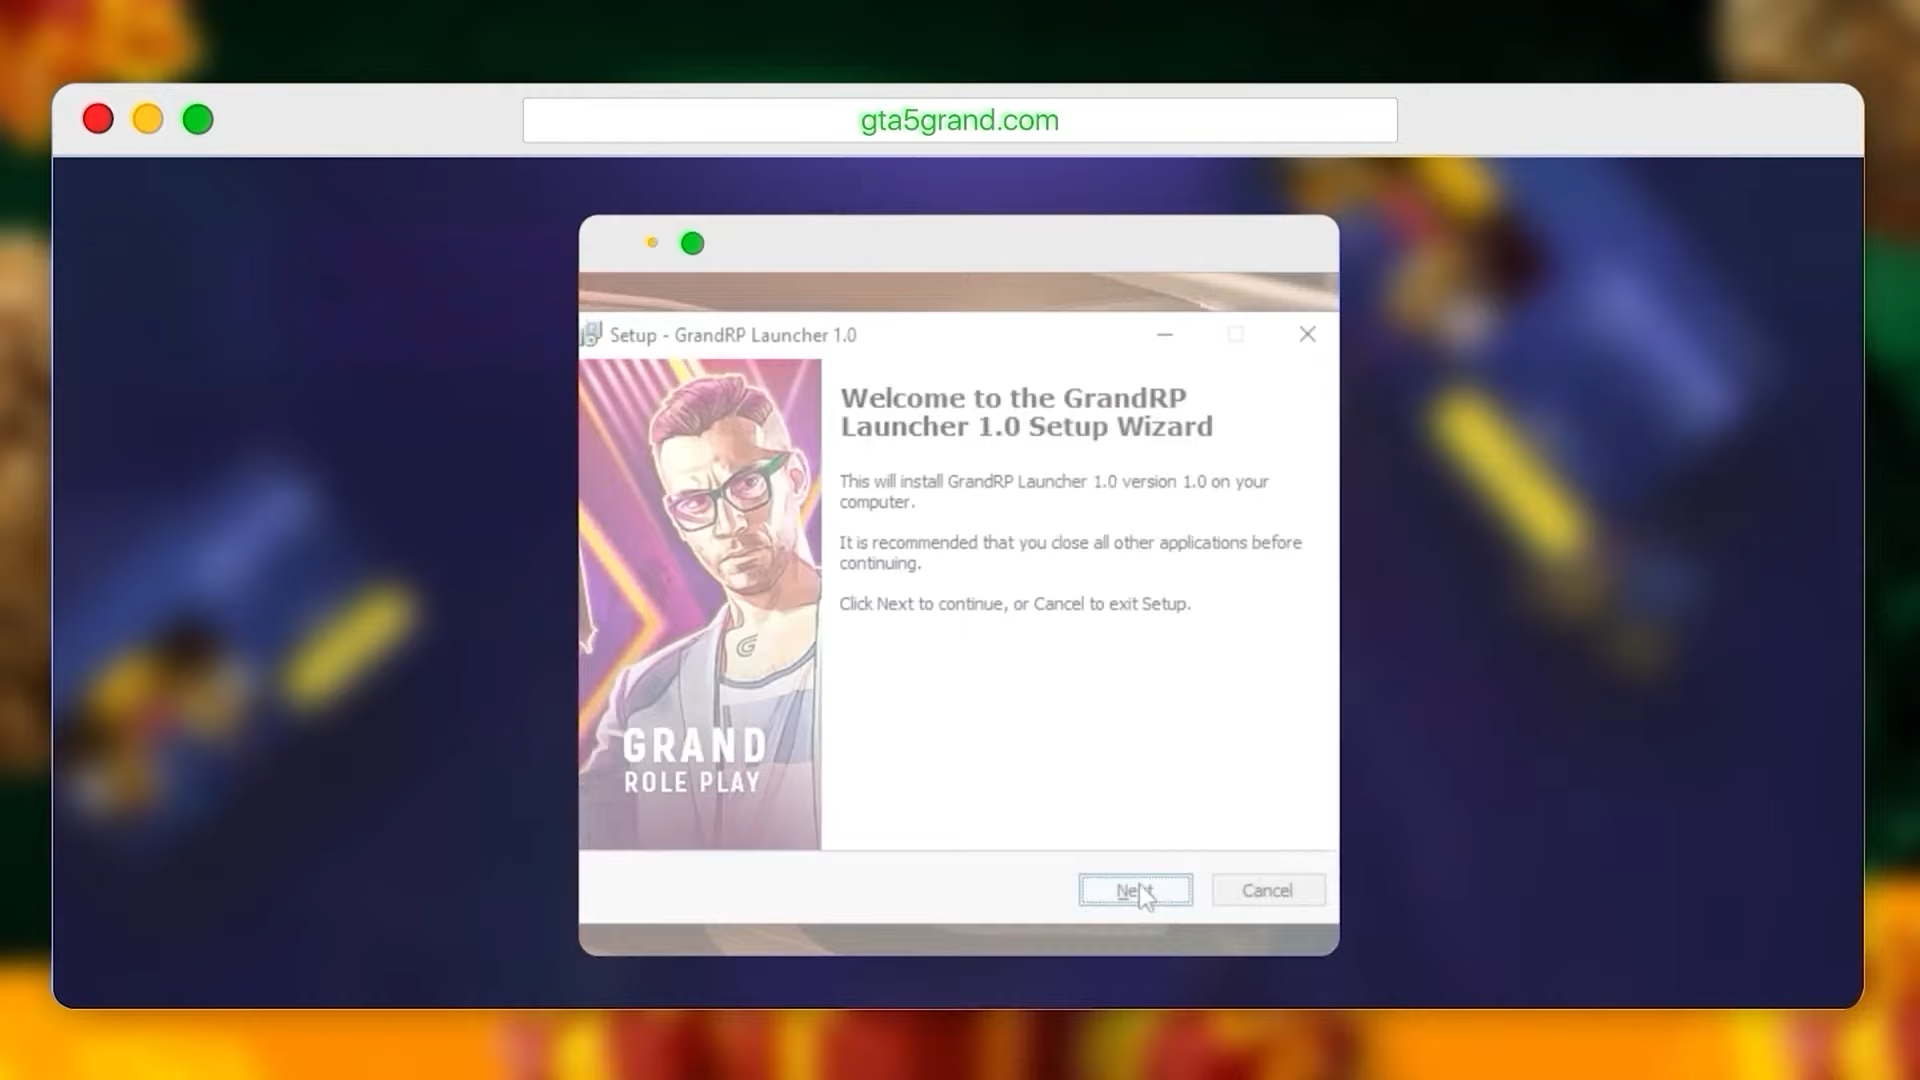 gta5grand.com
Setup - GrandRP Launcher 1.0
Welcome to the GrandRP
Launcher 1.0 Setup Wizard
This will install GrandRP Launcher 1.0 version 1.0 on your
computer.
It is recommended that you close all other applications before
continuing.
Click Next to continue, or Cancel to exit Setup.
GRAND
ROLE PLAY
Next
Cancel